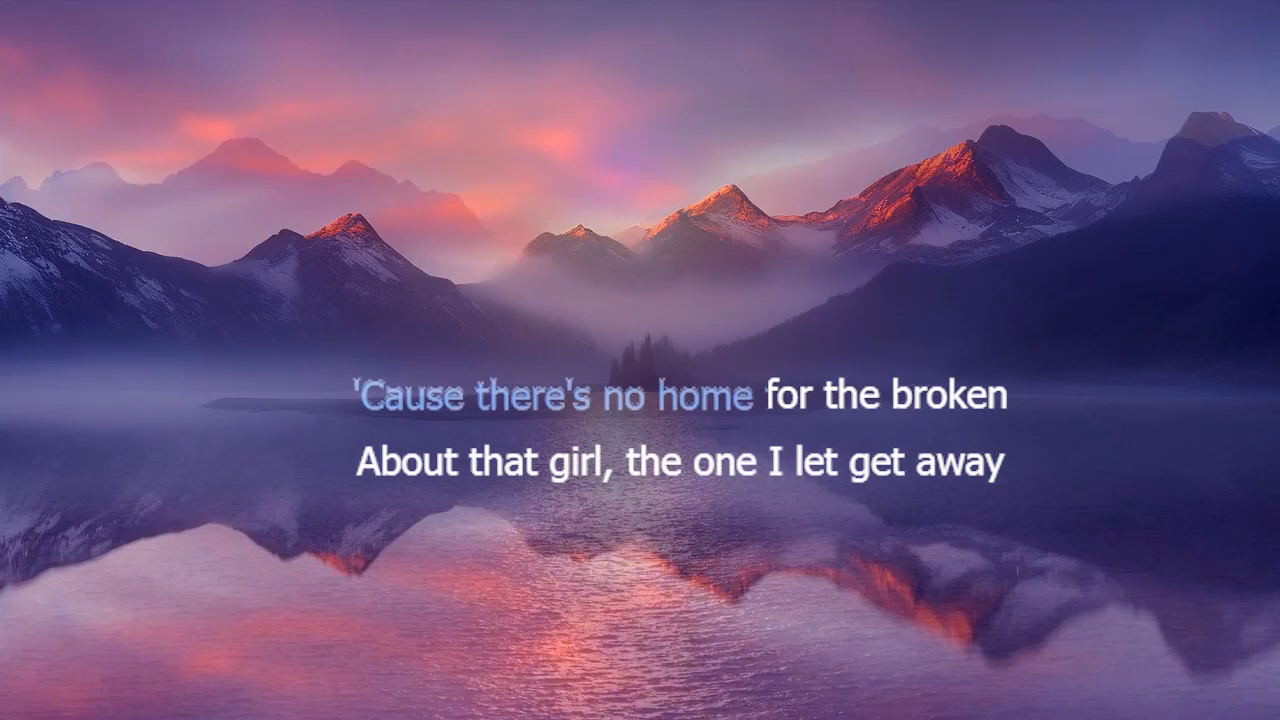 'Cause there's no home for the broken
About that girl, the one I let get away